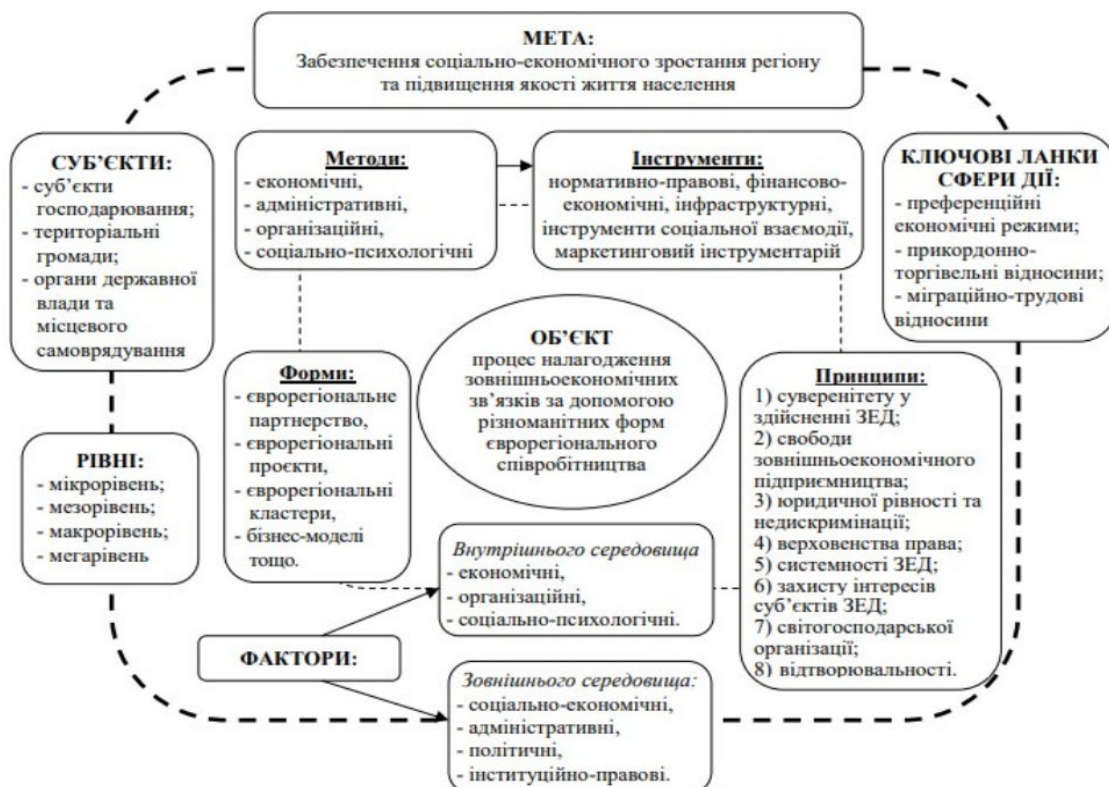 МЕТА:
Забезпечення соціально-економічного зростання регіону
та підвищення якості життя населення
СУБ’ЄКТИ:
- суб’єкти
господарювання;
- територіальні
громади;
- органи державної
влади та
місцевого
самоврядування
Методи:
- економічні,
- адміністративні,
- організаційні,
- соціально-психологічні
Інструменти:
нормативно-правові, фінансово-
економічні, інфраструктурні,
інструменти соціальної взаємодії,
маркетинговий інструментарій
КЛЮЧОВІ ЛАНКИ
СФЕРИ ДІЇ:
- преференційні
економічні режими;
- прикордонно-
торгівельні відносини;
- міграційно-трудові
відносини
РІВНІ:
- мікрорівень;
- мезорівень;
- макрорівень;
- мегарівень
Форми:
- єврорегіональне
партнерство,
- єврорегіональні
проєкти,
- єврорегіональні
кластери,
- бізнес-моделі
тощо.
ОБ’ЄКТ
процес налагодження
зовнішньоекономічних
зв’язків за допомогою
різноманітних форм
єврорегіонального
співробітництва
Принципи:
1) суверенітету у
здійсненні ЗЕД;
2) свободи
зовнішньоекономічного
підприємництва;
3) юридичної рівності та
недискримінації;
4) верховенства права;
5) системності ЗЕД;
6) захисту інтересів
суб’єктів ЗЕД;
7) світогосподарської
організації;
8) відтворювальності.
ФАКТОРИ:
Внутрішнього середовища
- економічні,
- організаційні,
- соціально-психологічні.
Зовнішнього середовища:
- соціально-економічні,
- адміністративні,
- політичні,
- інституційно-правові.